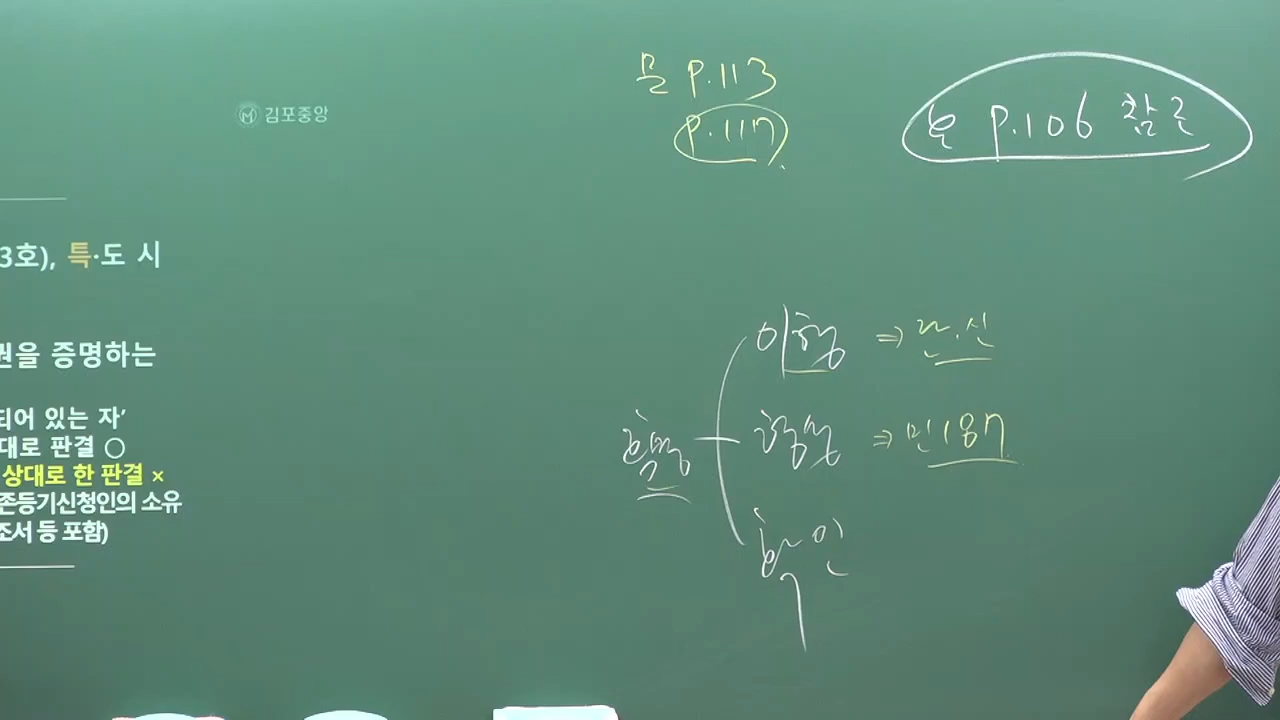 문 p.113
p.117
p.106 참조
김포중앙
3호), 특·도 시
권을 증명하는
되어 있는 자’
대로 판결 ○
상대로 한 판결 ×
존등기신청인의 소유
조서 등 포함)
이행 ⇒ 판.신
형성 ⇒ 민187
확인